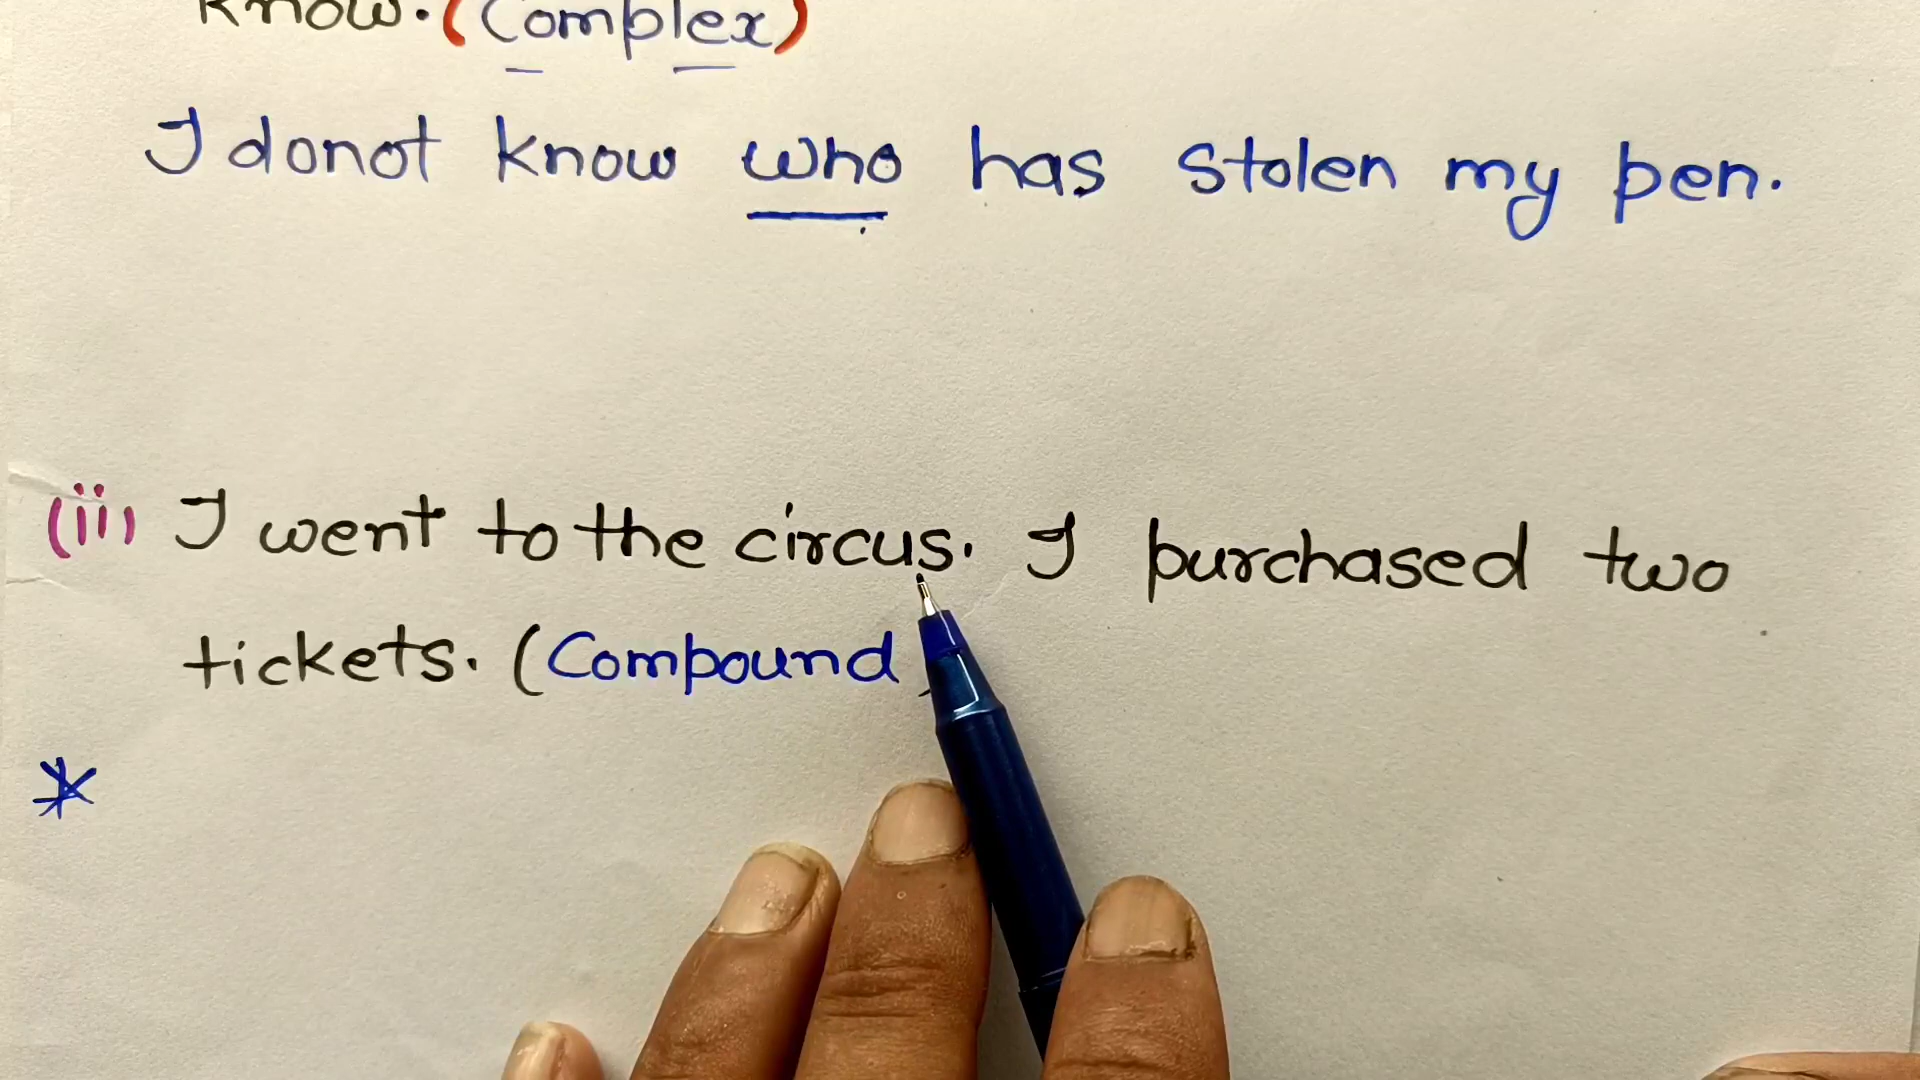 know. (Complex)
I donot know who has stolen my pen.
(ii) I went to the circus. I purchased two
tickets. (Compound)
*